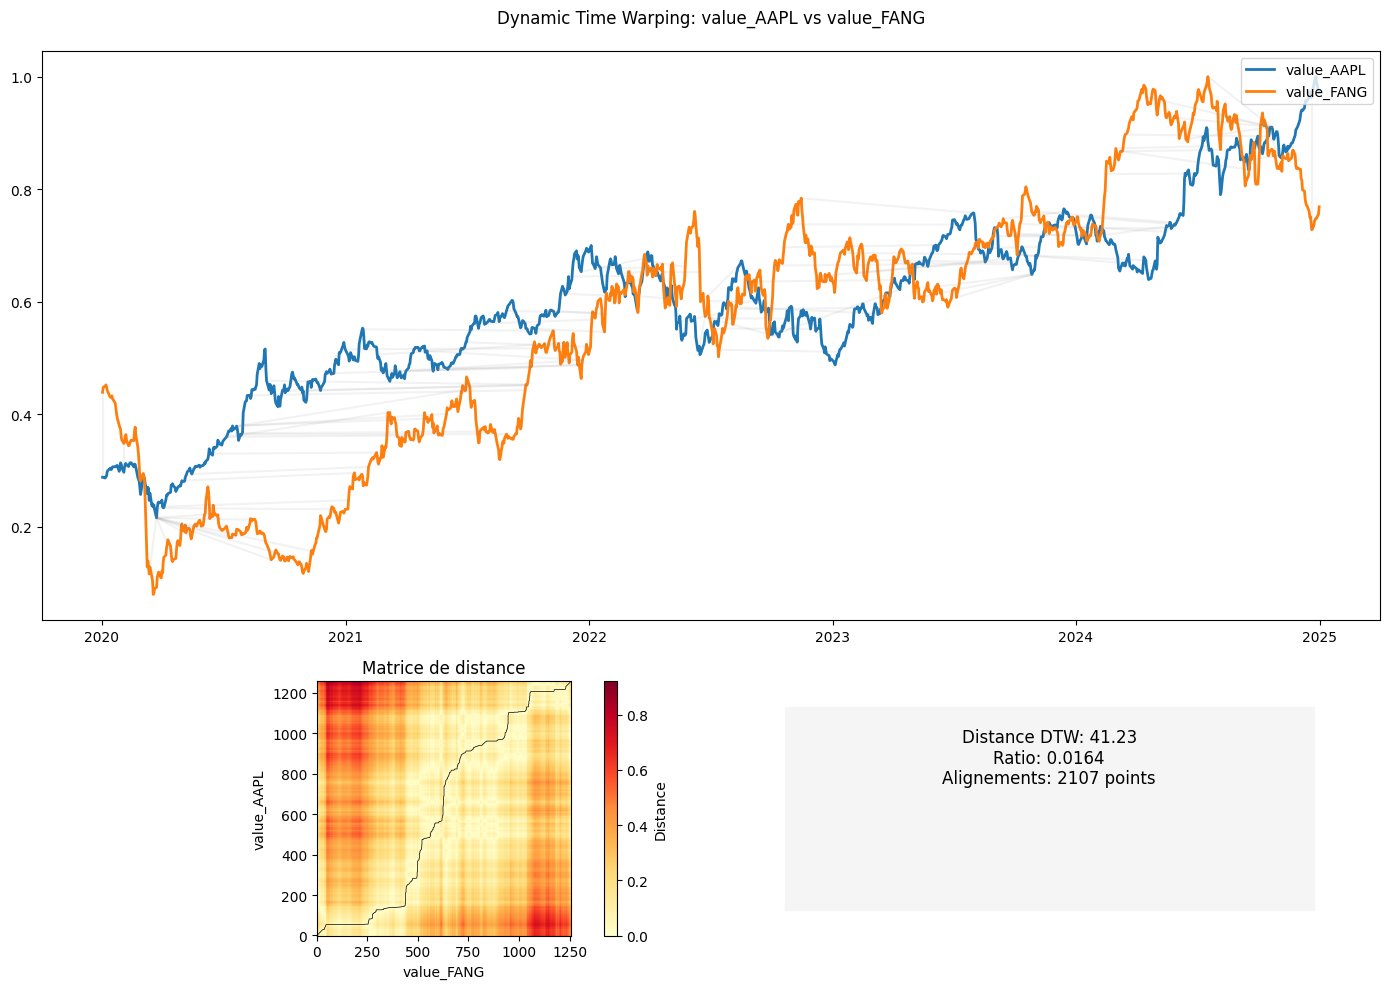 Dynamic Time Warping: value_AAPL vs value_FANG
value_AAPL
value_FANG
1.0
0.8
0.6
0.4
0.2
2020 2021 2022 2023 2024 2025
Matrice de distance
1200
1000
800
600
400
200
0
value_AAPL
0 250 500 750 1000 1250
value_FANG
0.8
0.6
0.4
0.2
0.0
Distance
Distance DTW: 41.23
Ratio: 0.0164
Alignements: 2107 points